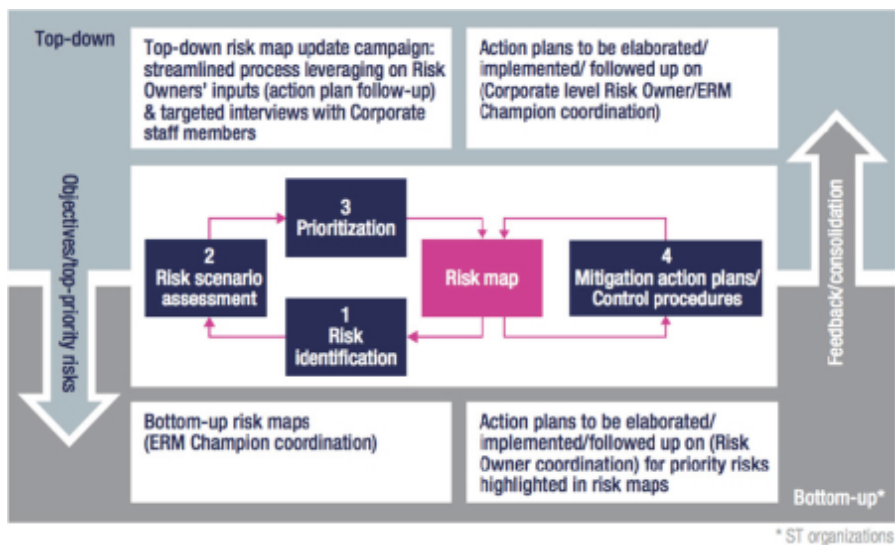 Top-down
Top-down risk map update campaign:
streamlined process leveraging on Risk
Owners' inputs (action plan follow-up)
& targeted interviews with Corporate
staff members
Action plans to be elaborated/
implemented/ followed up on
(Corporate level Risk Owner/ERM
Champion coordination)
Objectives/top-priority risks
3
Prioritization
2
Risk scenario
assessment
Risk map
4
Mitigation action plans/
Control procedures
1
Risk
identification
Feedback/consolidation
Bottom-up risk maps
(ERM Champion coordination)
Action plans to be elaborated/
implemented/followed up on (Risk
Owner coordination) for priority risks
highlighted in risk maps
Bottom-up*
* ST organizations